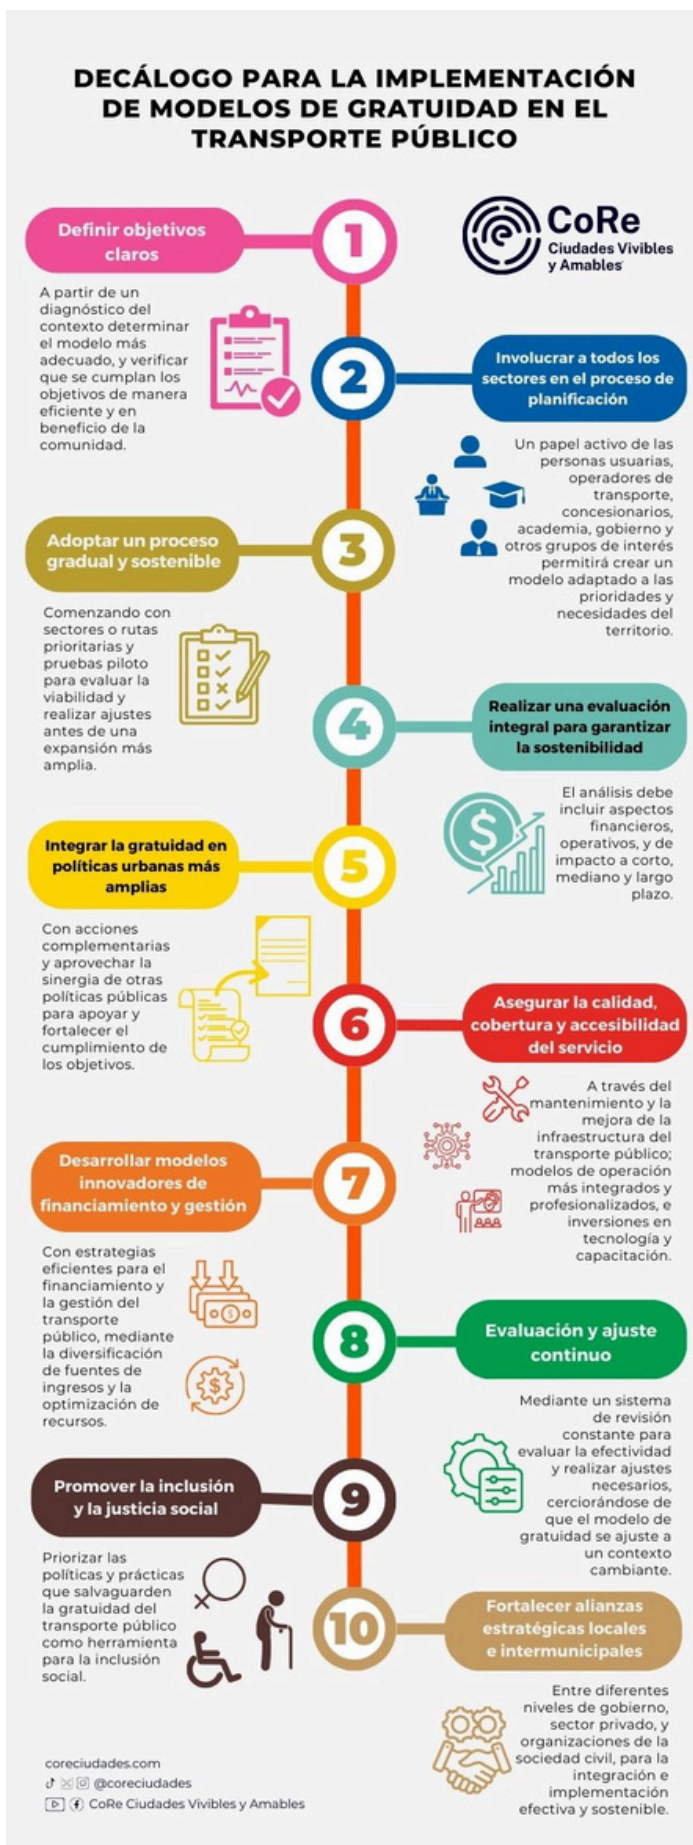 DECÁLOGO PARA LA IMPLEMENTACIÓN
DE MODELOS DE GRATUIDAD EN EL
TRANSPORTE PÚBLICO
CoRe
Ciudades Vivibles
y Amables
1
Definir objetivos
claros
A partir de un
diagnóstico del
contexto determinar
el modelo más
adecuado, y verificar
que se cumplan los
objetivos de manera
eficiente y en
beneficio de la
comunidad.
2
Involucrar a todos los
sectores en el proceso de
planificación
Un papel activo de las
personas usuarias,
operadores de
transporte,
concesionarios,
academia, gobierno y
otros grupos de interés
permitirá crear un
modelo adaptado a las
prioridades y
necesidades del
territorio.
3
Adoptar un proceso
gradual y sostenible
Comenzando con
sectores o rutas
prioritarias y
pruebas piloto
para evaluar la
viabilidad y
realizar ajustes
antes de una
expansión más
amplia.
4
Realizar una evaluación
integral para garantizar
la sostenibilidad
El análisis debe
incluir aspectos
financieros,
operativos, y de
impacto a corto,
mediano y largo
plazo.
5
Integrar la gratuidad en
políticas urbanas más
amplias
Con acciones
complementarias
y aprovechar la
sinergia de otras
políticas públicas
para apoyar y
fortalecer el
cumplimiento de
los objetivos.
6
Asegurar la calidad,
cobertura y accesibilidad
del servicio
A través del
mantenimiento y la
mejora de la
infraestructura del
transporte público;
modelos de operación
más integrados y
profesionalizados, e
inversiones en
tecnología y
capacitación.
7
Desarrollar modelos
innovadores de
financiamiento y gestión
Con estrategias
eficientes para el
financiamiento y
la gestión del
transporte
público, mediante
la diversificación
de fuentes de
ingresos y la
optimización de
recursos.
8
Evaluación y ajuste
continuo
Mediante un sistema
de revisión
constante para
evaluar la efectividad
y realizar ajustes
necesarios,
cerciorándose de
que el modelo de
gratuidad se ajuste a
un contexto
cambiante.
9
Promover la inclusión
y la justicia social
Priorizar las
políticas y prácticas
que salvaguarden
la gratuidad del
transporte público
como herramienta
para la inclusión
social.
10
Fortalecer alianzas
estratégicas locales
e intermunicipales
Entre diferentes
niveles de gobierno,
sector privado, y
organizaciones de la
sociedad civil, para la
integración e
implementación
efectiva y sostenible.
coreciudades.com
@coreciudades
CoRe Ciudades Vivibles y Amables